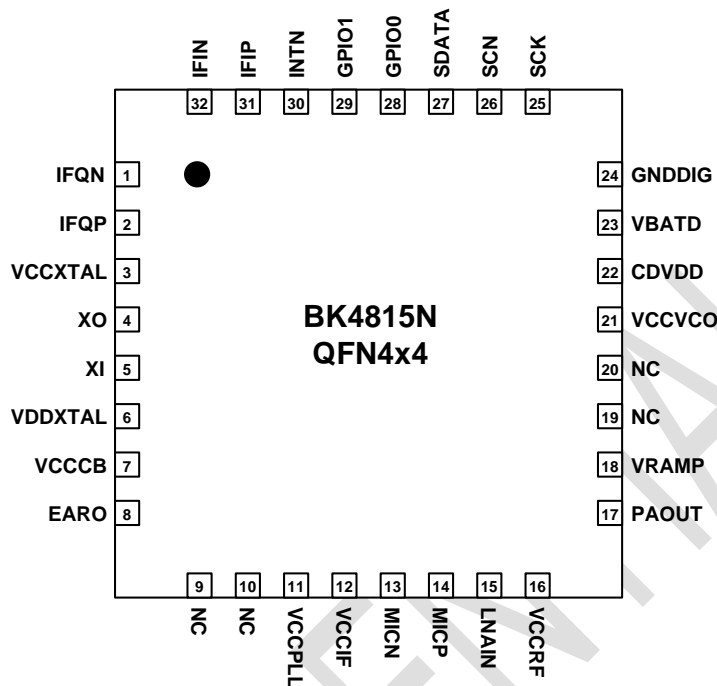 IFIN
IFIP
INTN
GPIO1
GPIO0
SDATA
SCN
SCK
32
31
30
29
28
27
26
25
IFQN 1
IFQP 2
VCCXTAL 3
XO 4
XI 5
VDDXTAL 6
VCCCB 7
EARO 8
BK4815N
QFN4x4
24 GNDDIG
23 VBATD
22 CDVDD
21 VCCVCO
20 NC
19 NC
18 VRAMP
17 PAOUT
9
10
11
12
13
14
15
16
NC
NC
VCCPLL
VCCIF
MICN
MICP
LNAIN
VCCRF